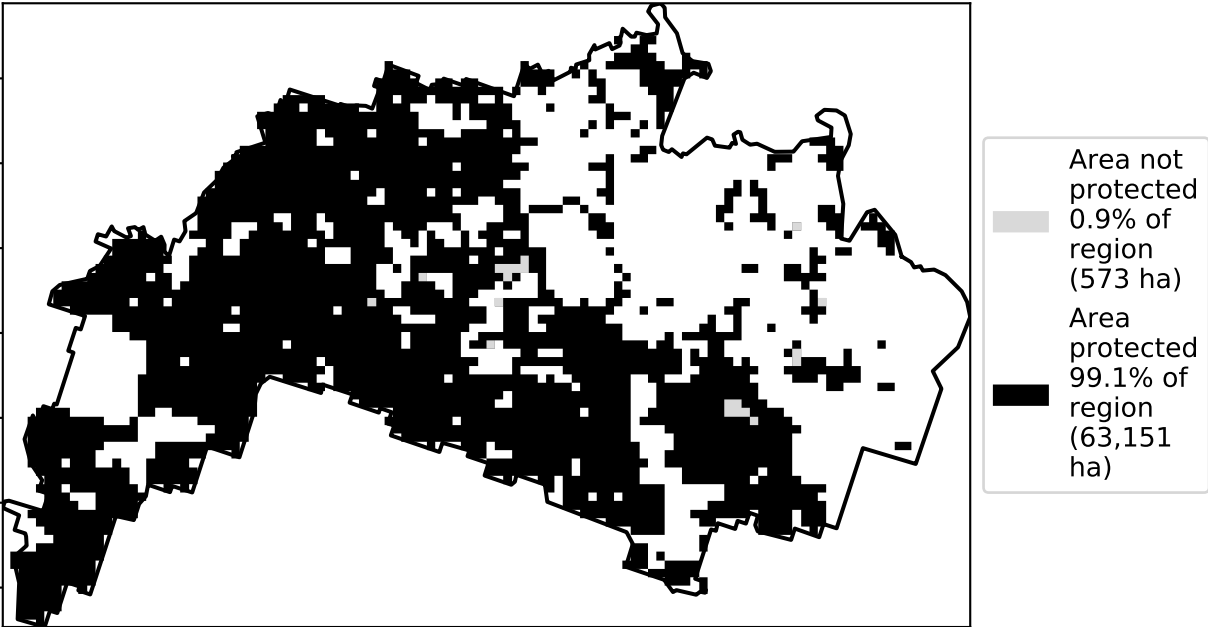 Area not
protected
0.9% of
region
(573 ha)
Area
protected
99.1% of
region
(63,151
ha)